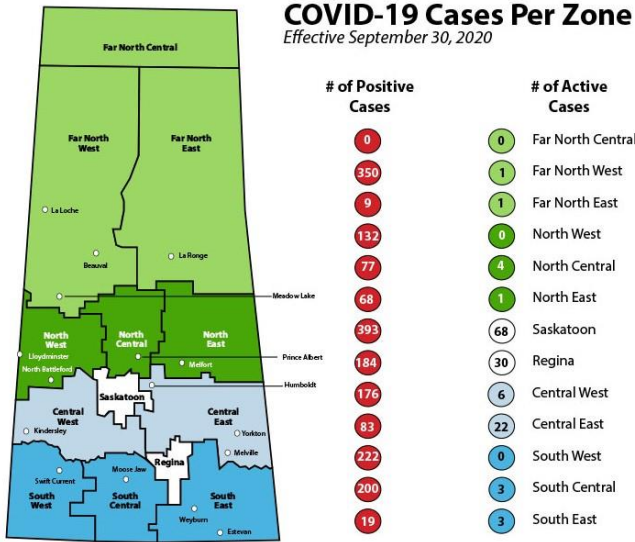 COVID-19 Cases Per Zone
Effective September 30, 2020
# of Positive
Cases
# of Active
Cases
0 0 Far North Central
350 1 Far North West
9 1 Far North East
132 0 North West
77 4 North Central
68 1 North East
393 68 Saskatoon
184 30 Regina
176 6 Central West
83 22 Central East
222 0 South West
200 3 South Central
19 3 South East
Far North Central
Far North
West
Far North
East
La Loche
Beauval
La Ronge
Meadow Lake
North
West
North
Central
North
East
Lloydminster
Prince Albert
North Battleford
Melfort
Humboldt
Saskatoon
Central
West
Central
East
Kindersley
Yorkton
Melville
Regina
Swift Current
Moose Jaw
South
West
South
Central
South
East
Weyburn
Estevan